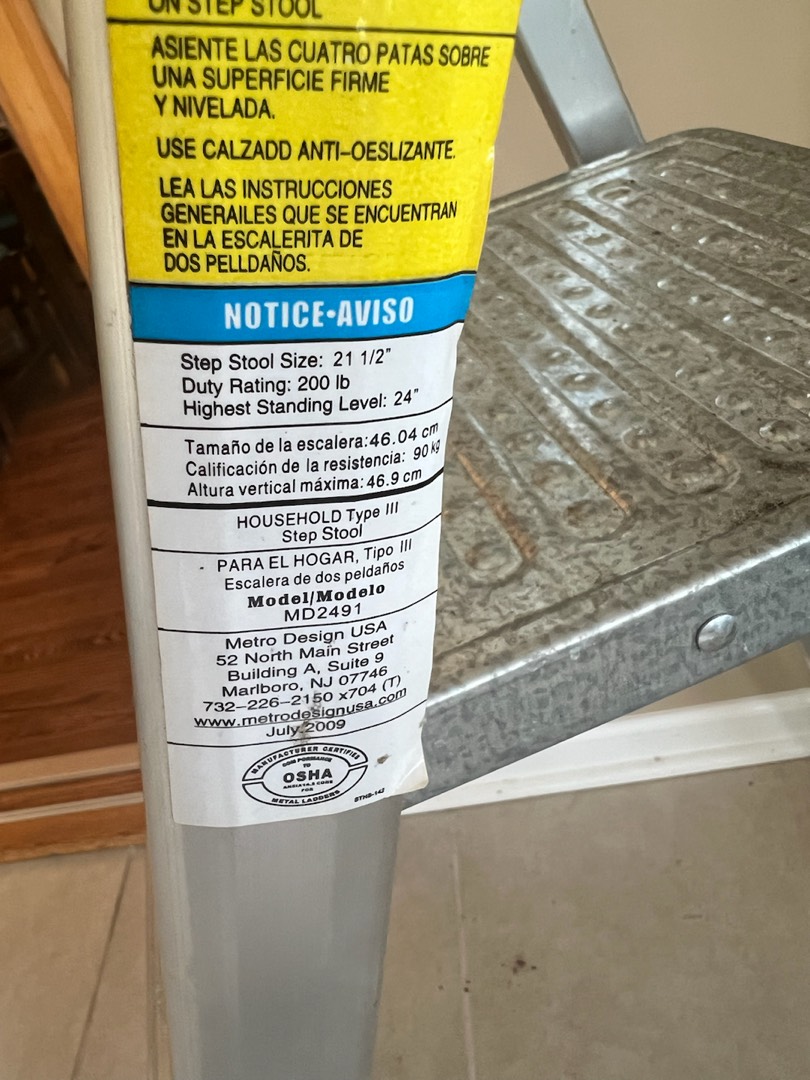 ON STEP STOOL
ASIENTE LAS CUATRO PATAS SOBRE
UNA SUPERFICIE FIRME
Y NIVELADA.
USE CALZADD ANTI-OESLIZANTE.
LEA LAS INSTRUCCIONES
GENERAILES QUE SE ENCUENTRAN
EN LA ESCALERITA DE
DOS PELLDAÑOS.
NOTICE•AVISO
Step Stool Size: 21 1/2"
Duty Rating: 200 lb
Highest Standing Level: 24"
Tamaño de la escalera:46.04 cm
Calificación de la resistencia: 90 kg
Altura vertical máxima:46.9 cm
HOUSEHOLD Type III
Step Stool
- PARA EL HOGAR, Tipo III
Escalera de dos peldaños
Model/Modelo
MD2491
Metro Design USA
52 North Main Street
Building A, Suite 9
Marlboro, NJ 07746
732-226-2150 x704 (T)
www.metrodesignusa.com
July 2009
MANUFACTURER CERTIFIES
TO
OSHA
FOR
METAL LADDERS